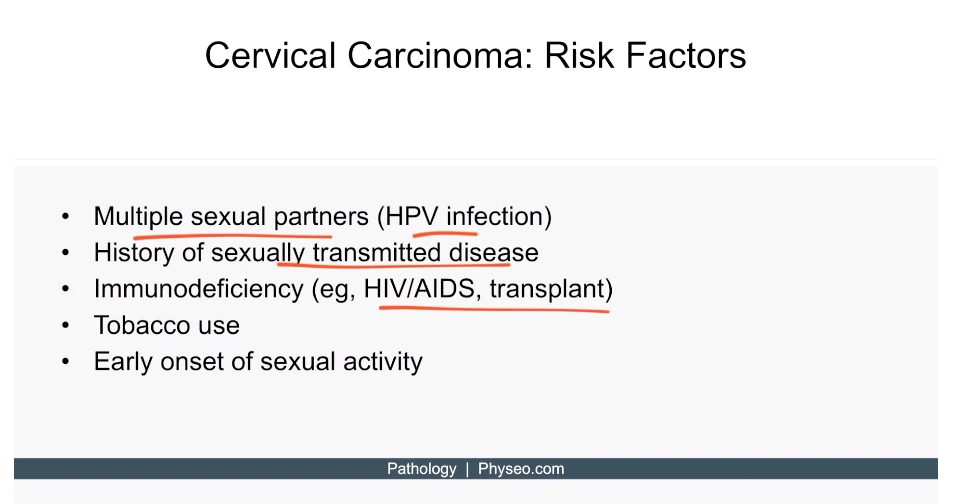 Cervical Carcinoma: Risk Factors
• Multiple sexual partners (HPV infection)
• History of sexually transmitted disease
• Immunodeficiency (eg, HIV/AIDS, transplant)
• Tobacco use
• Early onset of sexual activity
Pathology | Physeo.com